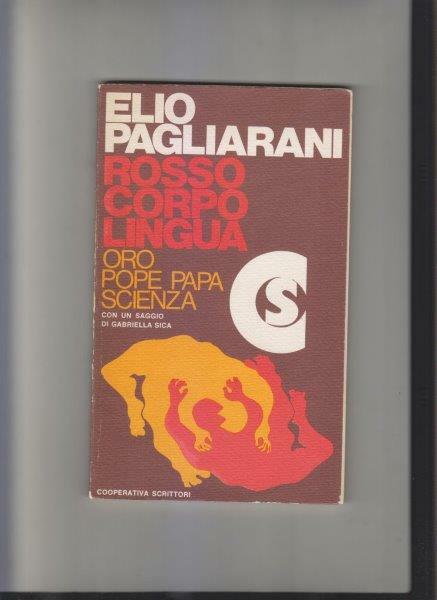 ELIO
PAGLIARANI
ROSSO
CORPO
LINGUA
ORO
POPE PAPA
SCIENZA
CON UN SAGGIO
DI GABRIELLA SICA
CS
COOPERATIVA SCRITTORI